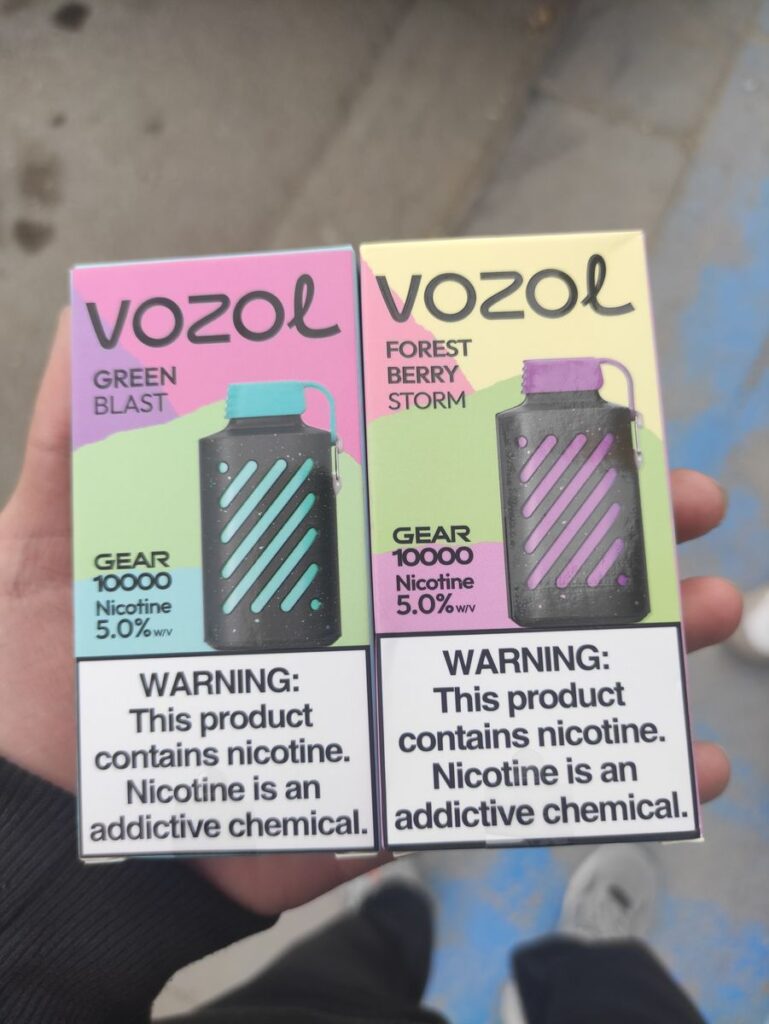 VOZOL
GREEN
BLAST
GEAR
10000
Nicotine
5.0% w/v
WARNING:
This product
contains nicotine.
Nicotine is an
addictive chemical.
VOZOL
FOREST
BERRY
STORM
GEAR
10000
Nicotine
5.0% w/v
WARNING:
This product
contains nicotine.
Nicotine is an
addictive chemical.